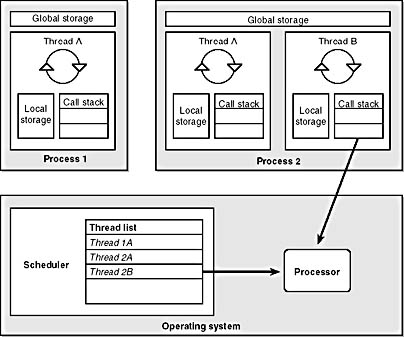 Global storage
Thread A
Local storage
Call stack
Process 1
Global storage
Thread A
Local storage
Call stack
Thread B
Local storage
Call stack
Process 2
Scheduler
Thread list
Thread 1A
Thread 2A
Thread 2B
Processor
Operating system